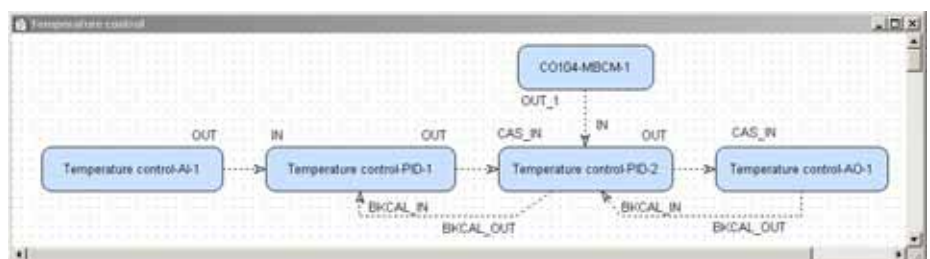 Temperature control
CO104-MBCM-1
OUT_1
IN
OUT
IN
OUT
CAS_IN
OUT
CAS_IN
Temperature control-AI-1
Temperature control-PID-1
Temperature control-PID-2
Temperature control-AO-1
BKCAL_IN
BKCAL_IN
BKCAL_OUT
BKCAL_OUT